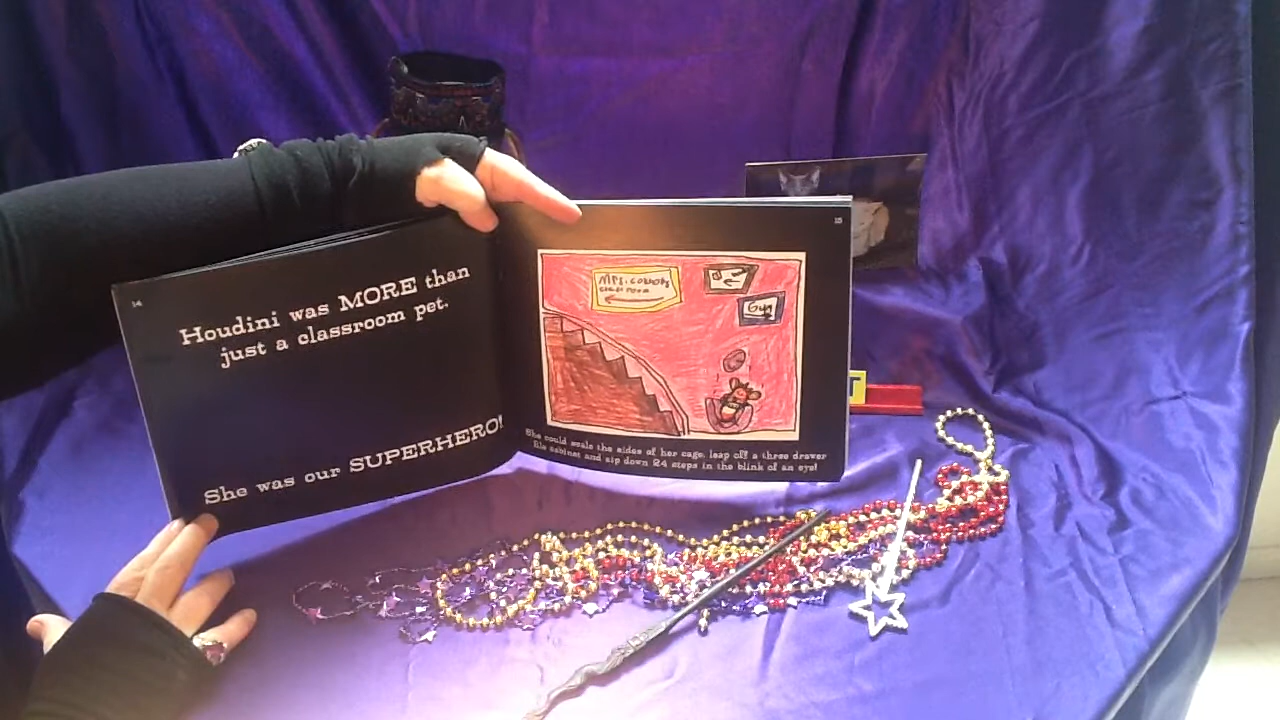 14
Houdini was MORE than
just a classroom pet.
She was our SUPERHERO!
15
Mrs.
Gym
She could scale the sides of her cage, leap off a three drawer
file cabinet and zip down 24 steps in the blink of an eye!
T